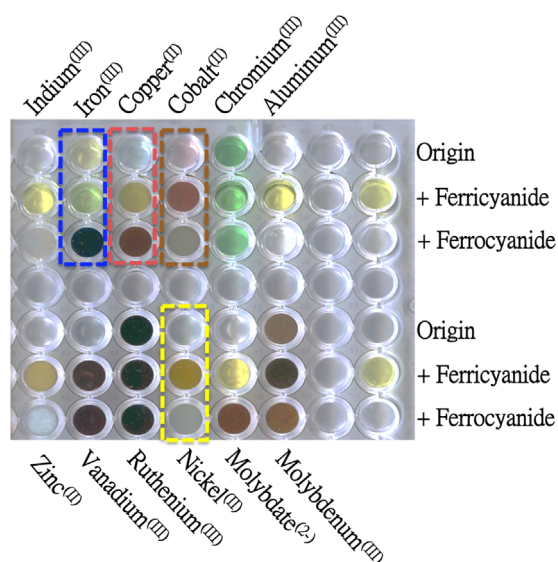 Indium(III)
Iron(III)
Copper(II)
Cobalt(II)
Chromium(III)
Aluminum(III)
Origin
+ Ferricyanide
+ Ferrocyanide
Origin
+ Ferricyanide
+ Ferrocyanide
Zinc(II)
Vanadium(III)
Ruthenium(III)
Nickel(II)
Molybdate(2-)
Molybdenum(III)